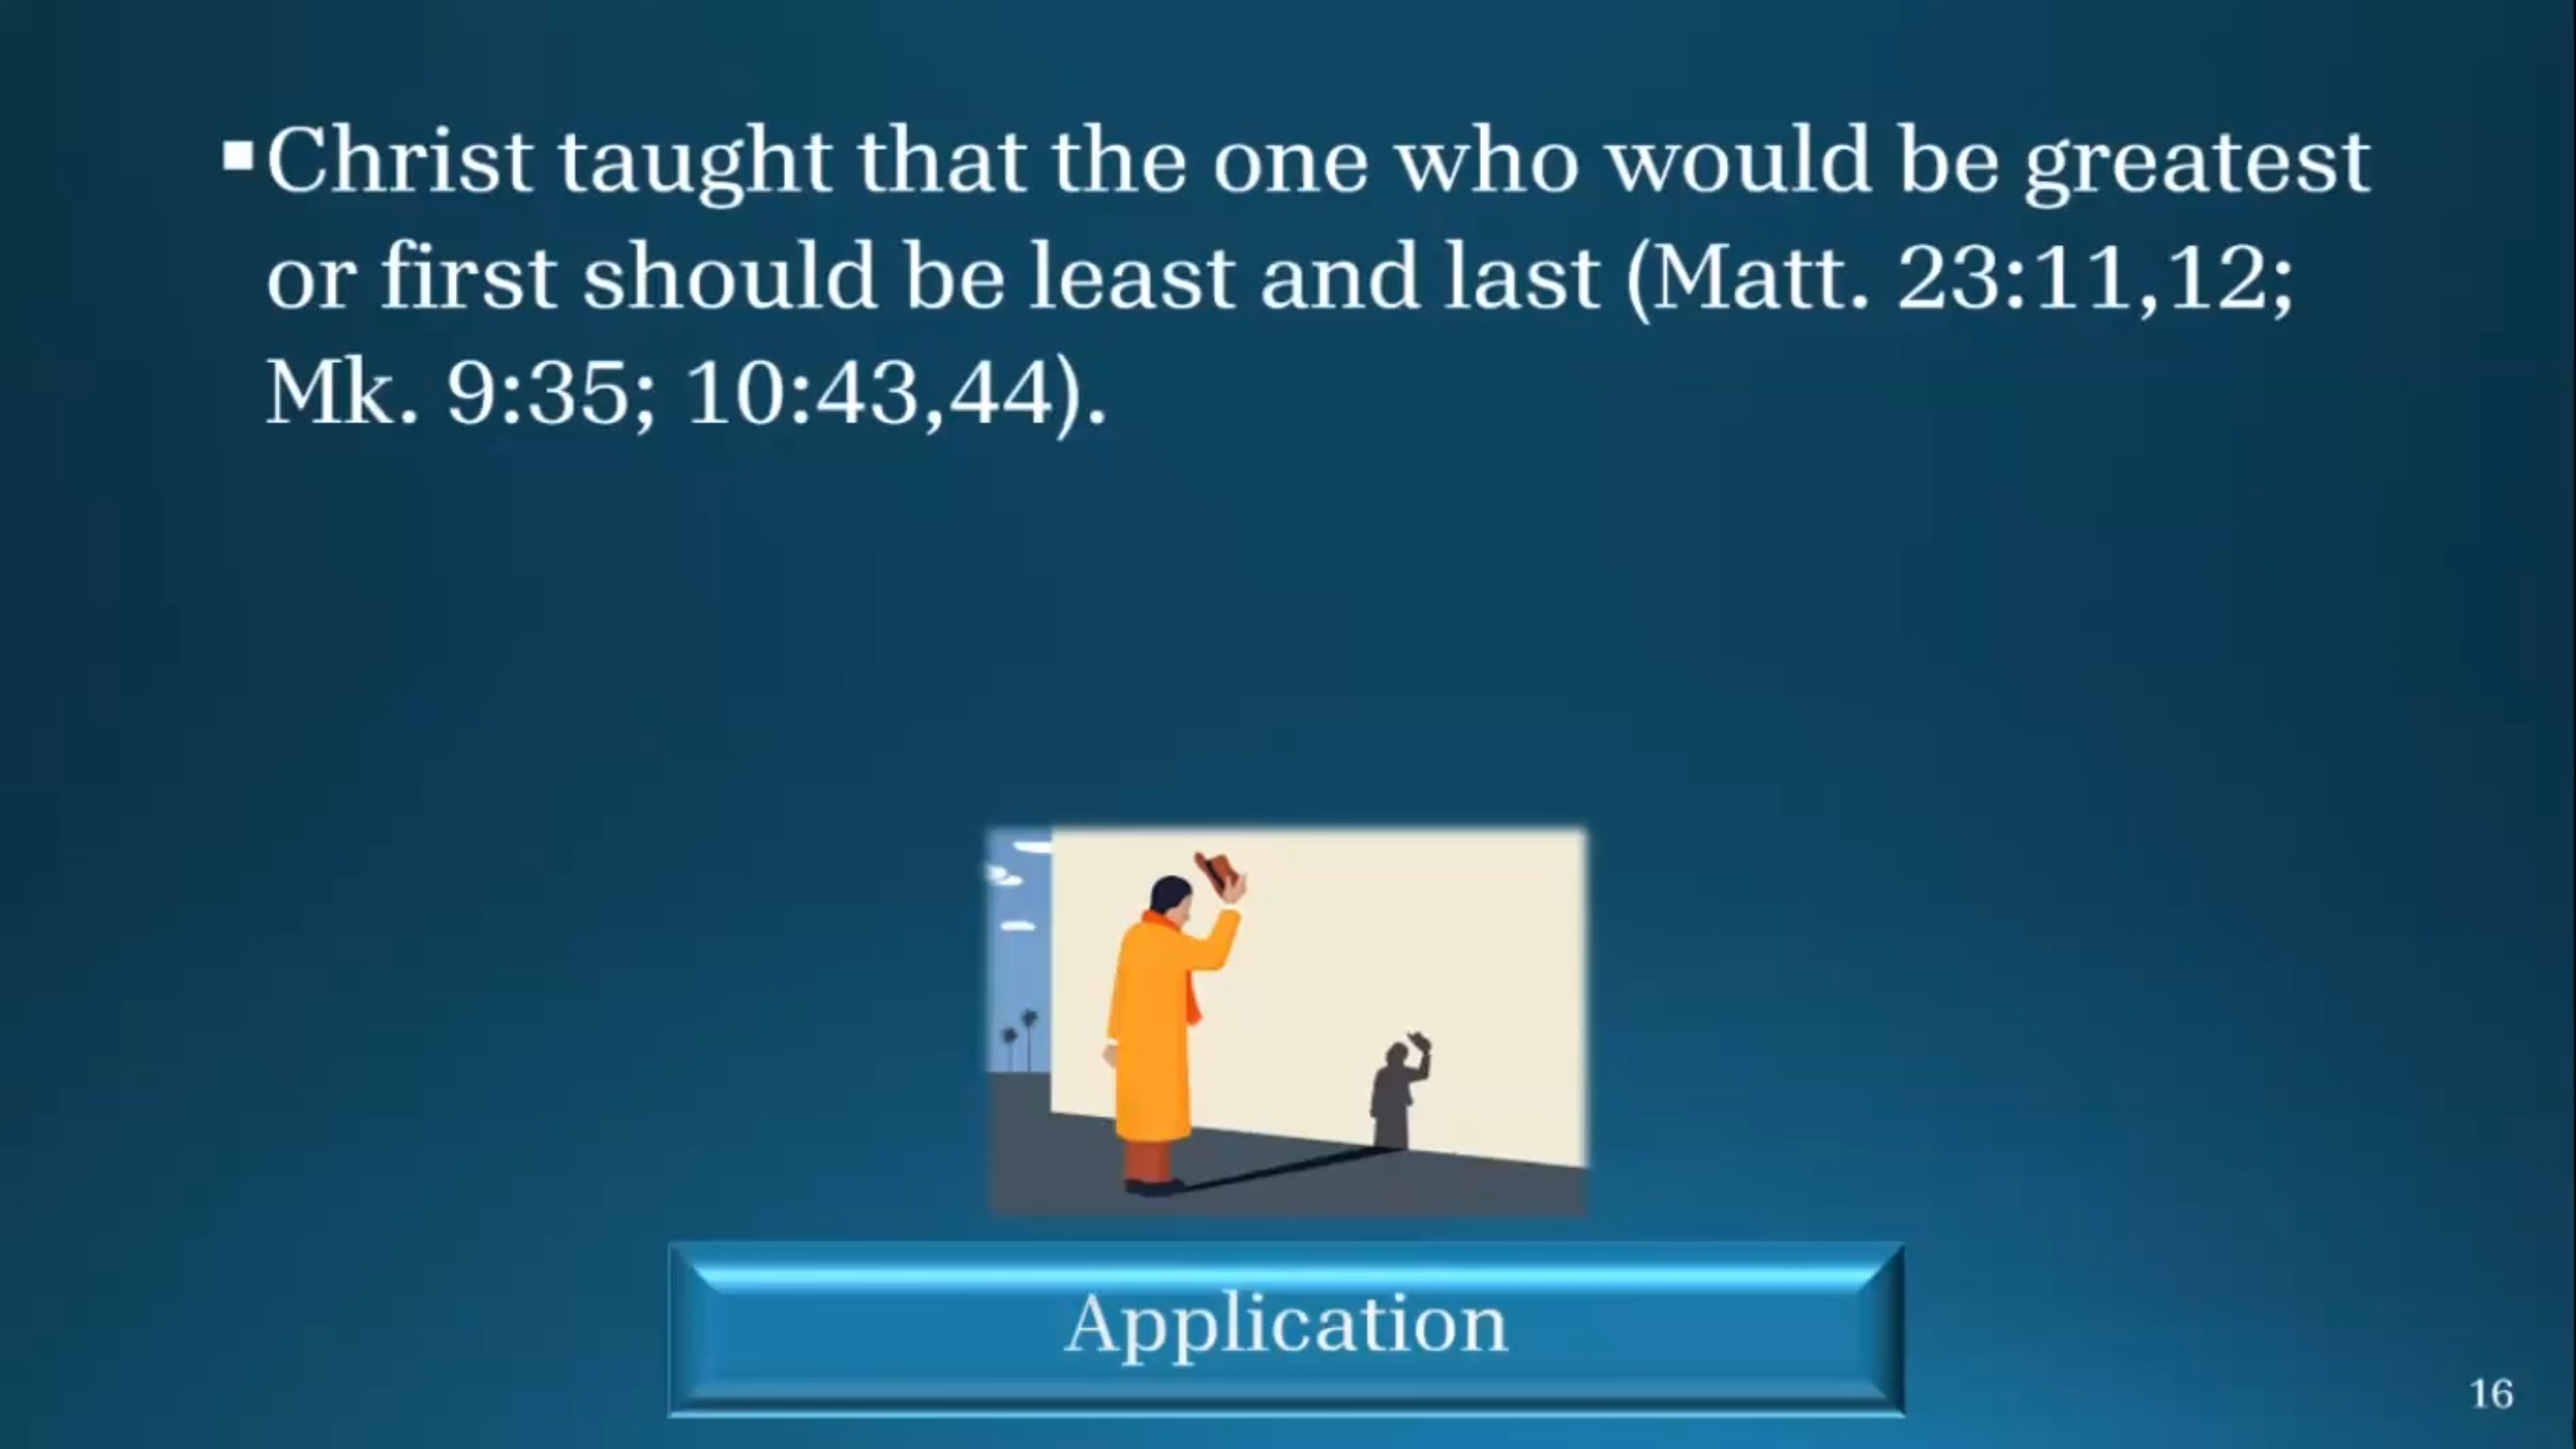 ▪Christ taught that the one who would be greatest
or first should be least and last (Matt. 23:11,12;
Mk. 9:35; 10:43,44).
Application
16